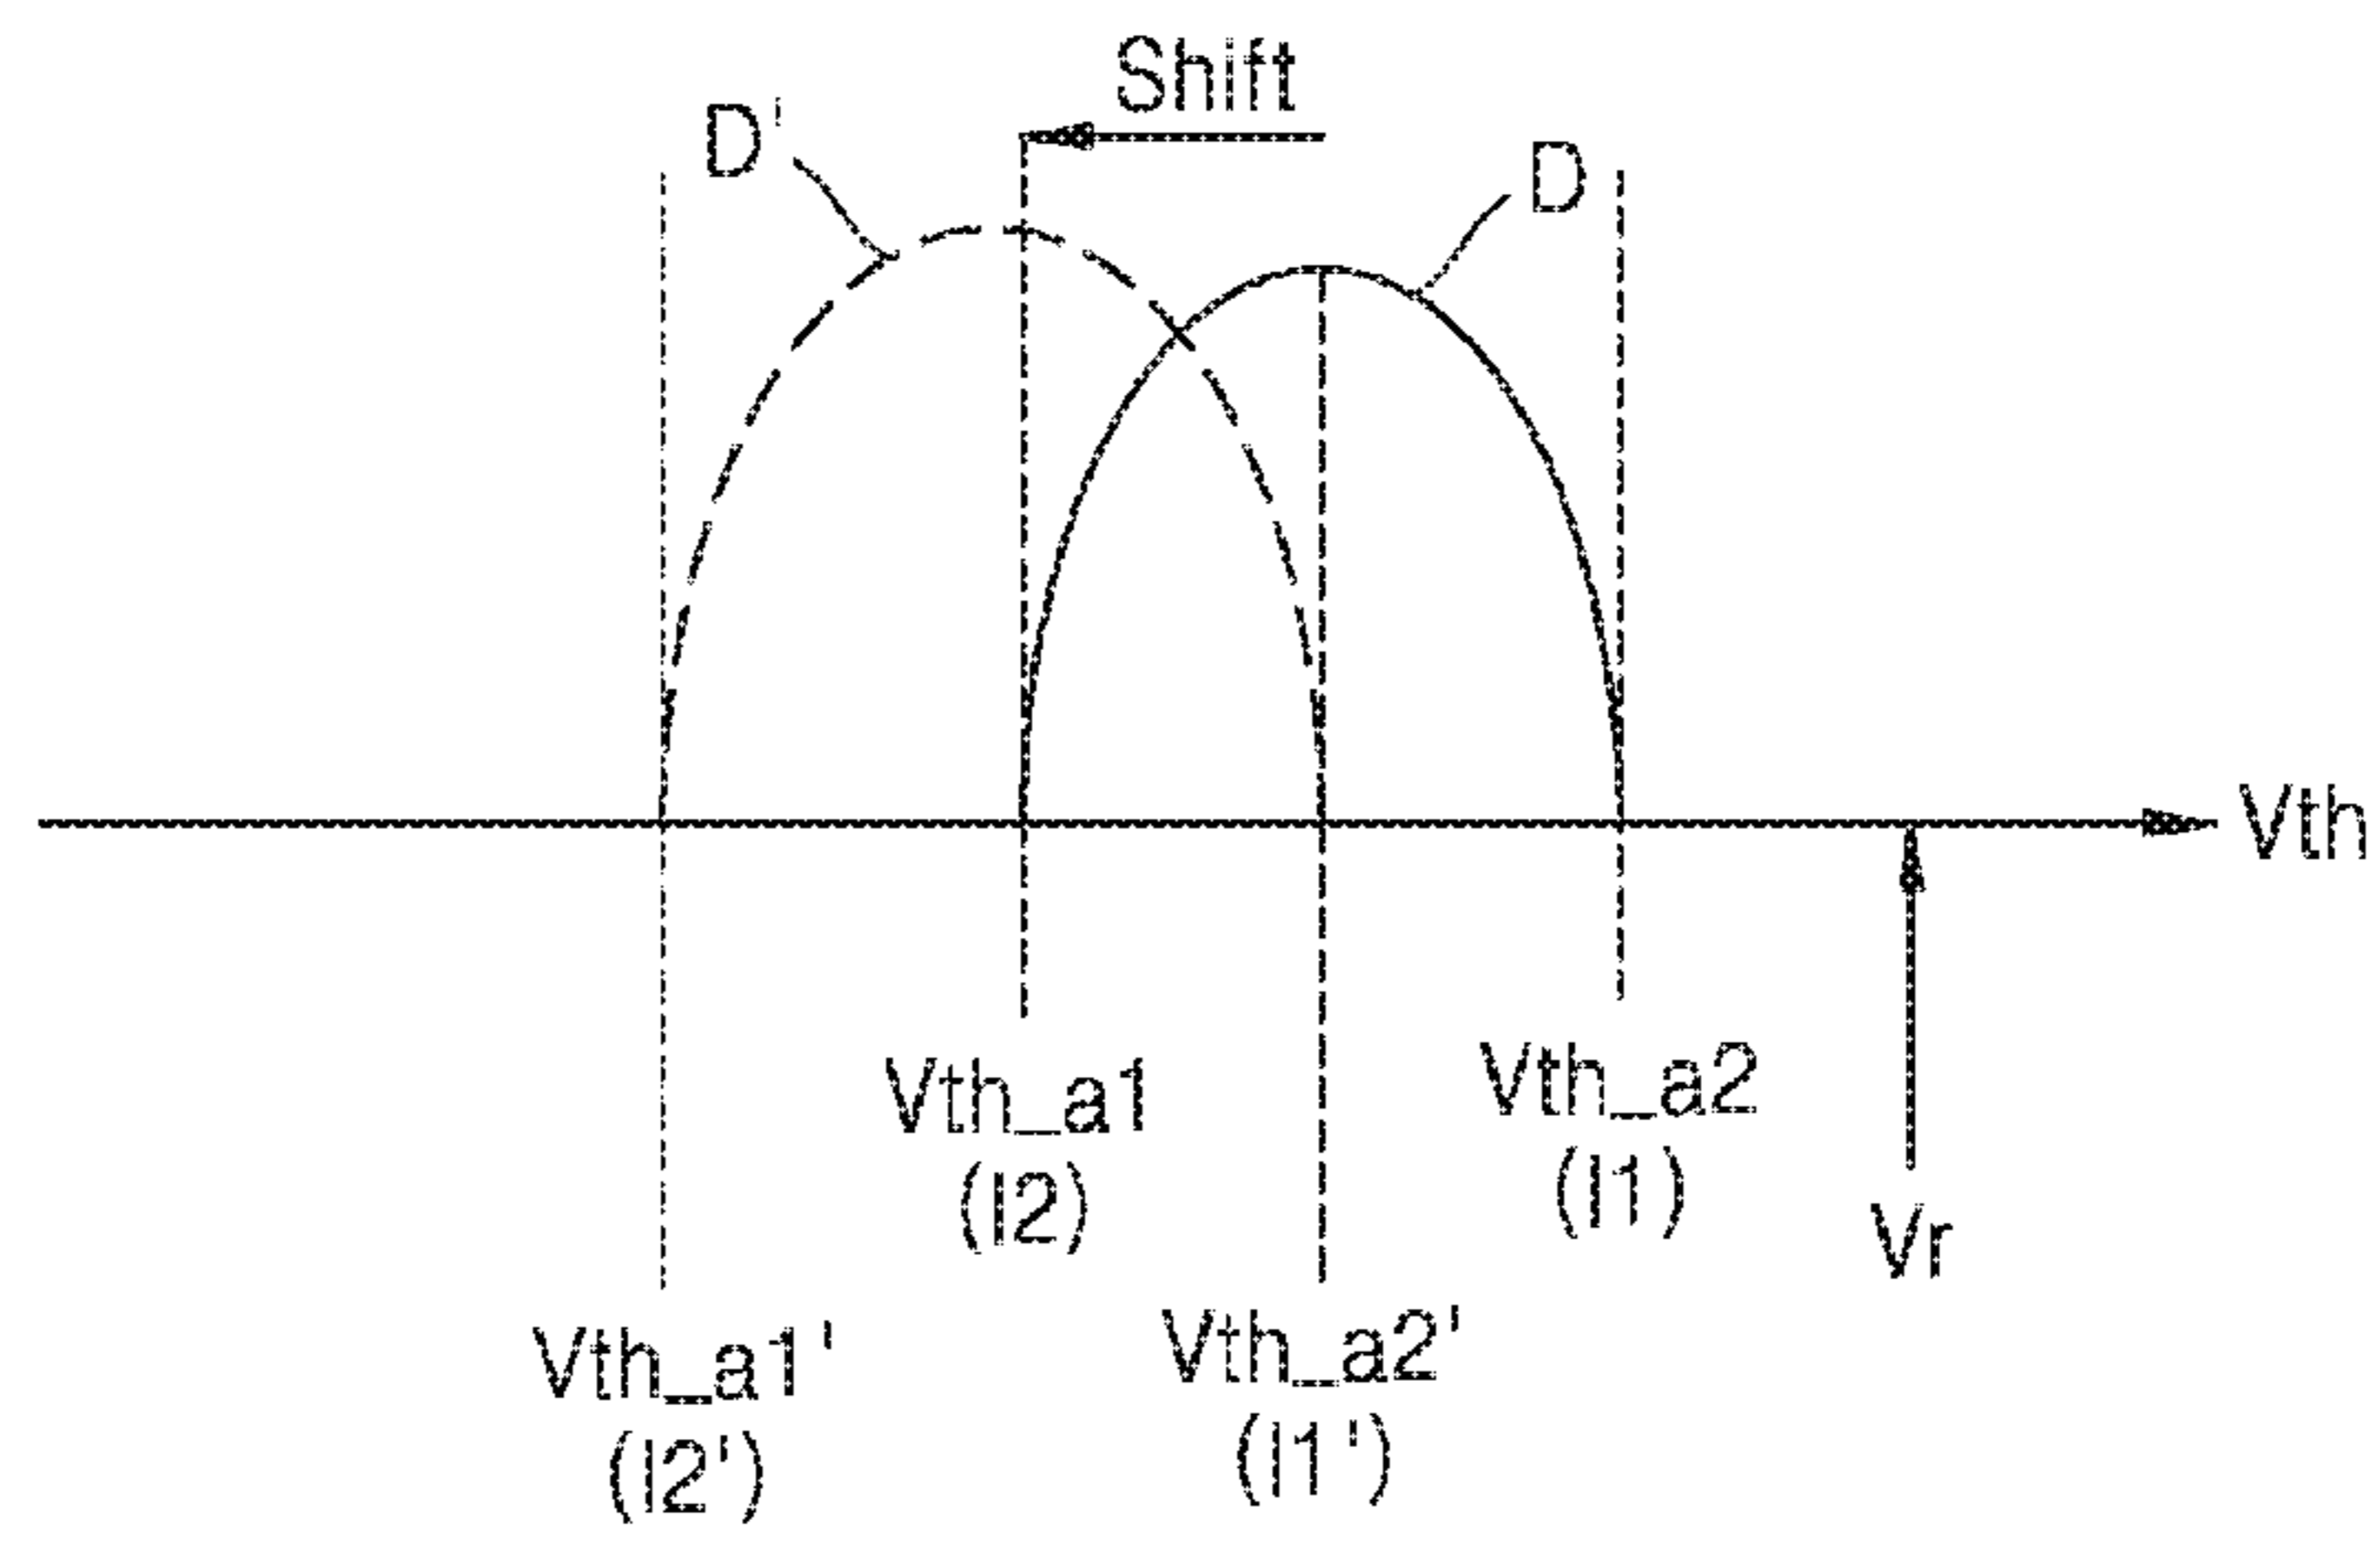 Shift
D'
D
Vth
Vth_a1
(I2)
Vth_a2
(I1)
Vr
Vth_a1'
(I2')
Vth_a2'
(I1')